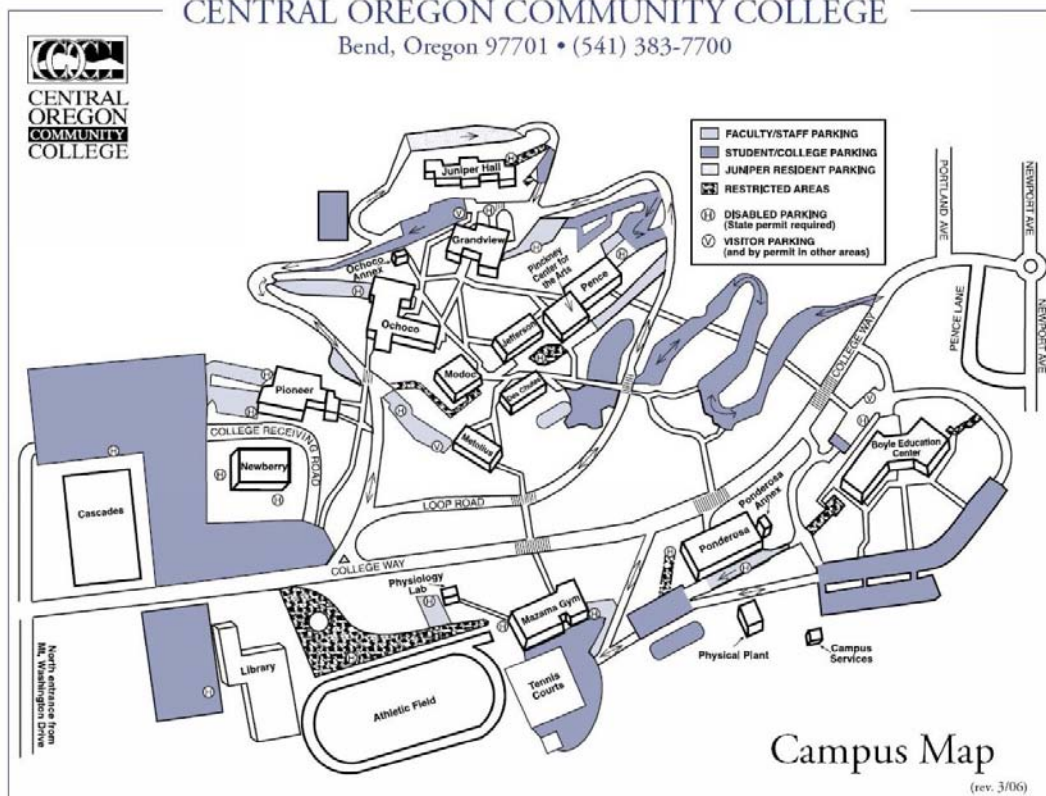 CENTRAL OREGON COMMUNITY COLLEGE
Bend, Oregon 97701 • (541) 383-7700
CENTRAL
OREGON
COMMUNITY
COLLEGE
FACULTY/STAFF PARKING
STUDENT/COLLEGE PARKING
JUNIPER RESIDENT PARKING
RESTRICTED AREAS
H DISABLED PARKING
(State permit required)
V VISITOR PARKING
(and by permit in other areas)
PORTLAND AVE
NEWPORT AVE
NEWPORT AVE
PENCE LANE
COLLEGE WAY
Juniper Hall
Grandview
Ochoco
Annex
Pinckney
Center for
the Arts
Pence
Ochoco
Jefferson
Modoc
Des Chutes
Metolius
Pioneer
COLLEGE RECEIVING
ROAD
Newberry
Cascades
LOOP ROAD
COLLEGE WAY
Boyle Education
Center
Ponderosa
Annex
Ponderosa
Physiology
Lab
Mazama Gym
Library
Athletic Field
Tennis
Courts
Physical Plant
Campus
Services
North entrance from
Mt. Washington Drive
Campus Map
(rev. 3/06)